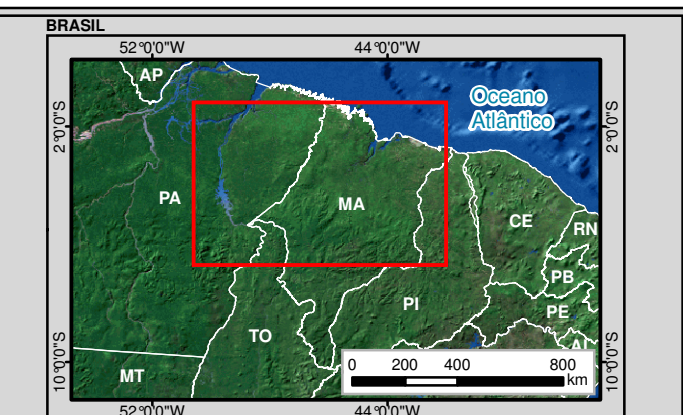 BRASIL
52°0'0"W 44°0'0"W
AP
Oceano
Atlântico
2°0'0"S 2°0'0"S
PA
MA
CE
RN
PB
PI
PE
TO
AL
MT
10°0'0"S 10°0'0"S
0 200 400 800
km
52°0'0"W 44°0'0"W